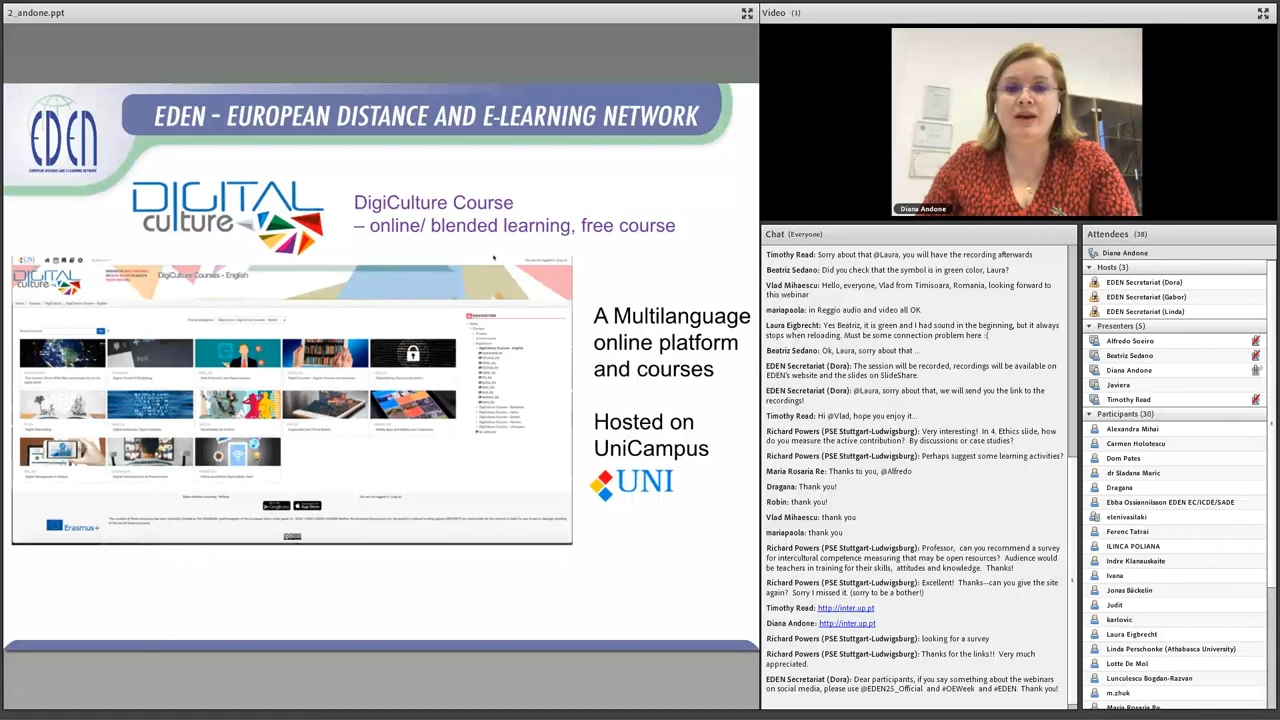 2_andone.ppt
EDEN
EUROPEAN DISTANCE AND E-LEARNING NETWORK
EDEN – EUROPEAN DISTANCE AND E-LEARNING NETWORK
DIGITAL
culture
DigiCulture Course
– online/ blended learning, free course
DIGITAL
culture
DigiCulture Courses - English
NAVIGATION
Erasmus+
A Multilanguage
online platform
and courses
Hosted on
UniCampus
UNI
Video (1)
Diana Andone
Chat (Everyone)
Timothy Read: Sorry about that @Laura, you will have the recording afterwards
Beatriz Sedano: Did you check that the symbol is in green color, Laura?
Vlad Mihaescu: Hello, everyone, Vlad from Timisoara, Romania, looking forward to
this webinar
mariapaola: in Reggio audio and video all OK
Laura Eigbrecht: Yes Beatriz, it is green and I had sound in the beginning, but it always
stops when reloading. Must be some connection problem here :(
Beatriz Sedano: Ok, Laura, sorry about that ...
EDEN Secretariat (Dora): The session will be recorded, recordings will be available on
EDEN's website and the slides on SlideShare.
EDEN Secretariat (Dora): @Laura, sorry about that, we will send you the link to the
recordings!
Timothy Read: Hi @Vlad, hope you enjoy it...
Richard Powers (PSE Stuttgart-Ludwigsburg): Very interesting! In 4. Ethics slide, how
do you measure the active contribution? By discussions or case studies?
Richard Powers (PSE Stuttgart-Ludwigsburg): Perhaps suggest some learning activities?
Maria Rosaria Re: Thanks to you, @Alfredo
Dragana: Thank you!
Robin: thank you!
Vlad Mihaescu: thank you
mariapaola: thank you
Richard Powers (PSE Stuttgart-Ludwigsburg): Professor, can you recommend a survey
for intercultural competence measuring that may be open resources? Audience would
be teachers in training for their skills, attitudes and knowledge. Thanks!
Richard Powers (PSE Stuttgart-Ludwigsburg): Excellent! Thanks--can you give the site
again? Sorry I missed it. (sorry to be a bother!)
Timothy Read: http://inter.up.pt
Diana Andone: http://inter.up.pt
Richard Powers (PSE Stuttgart-Ludwigsburg): looking for a survey
Richard Powers (PSE Stuttgart-Ludwigsburg): Thanks for the links!! Very much
appreciated.
EDEN Secretariat (Dora): Dear participants, if you say something about the webinars
on social media, please use @EDEN25_Official and #OEWeek and #EDEN. Thank you!
Attendees (38)
Diana Andone
Hosts (3)
EDEN Secretariat (Dora)
EDEN Secretariat (Gabor)
EDEN Secretariat (Linda)
Presenters (5)
Alfredo Soeiro
Beatriz Sedano
Diana Andone
Javiera
Timothy Read
Participants (30)
Alexandra Mihai
Carmen Holotescu
Dom Pates
dr Sladana Maric
Dragana
Ebba Ossiannilsson EDEN EC/ICDE/SADE
elenivasilaki
Ferenc Tatrai
ILINCA POLIANA
Indre Klanauskaite
Ivana
Jonas Bäckelin
Judit
karlovic
Laura Eigbrecht
Linda Perschonke (Athabasca University)
Lotte De Mol
Lunculescu Bogdan-Razvan
m.zhuk
Maria Rosaria Re